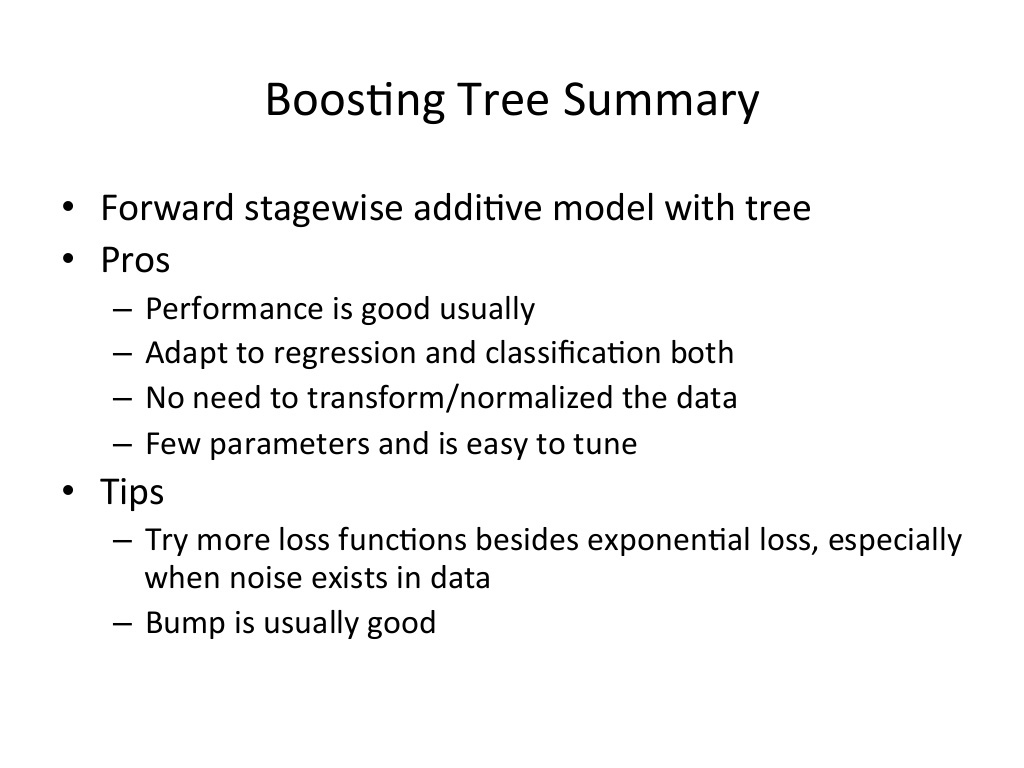 Boosting Tree Summary
• Forward stagewise additive model with tree
• Pros
– Performance is good usually
– Adapt to regression and classification both
– No need to transform/normalized the data
– Few parameters and is easy to tune
• Tips
– Try more loss functions besides exponential loss, especially
when noise exists in data
– Bump is usually good